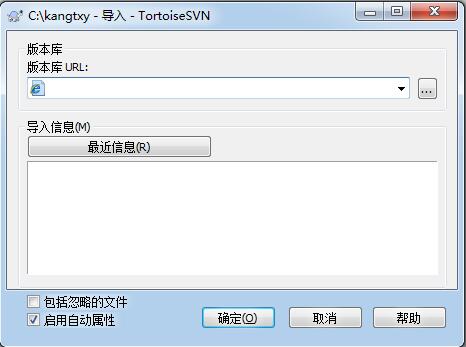 C:\kangtxy - 导入 - TortoiseSVN
版本库
版本库 URL:
...
导入信息(M)
最近信息(R)
包括忽略的文件
启用自动属性
确定(O)
取消
帮助